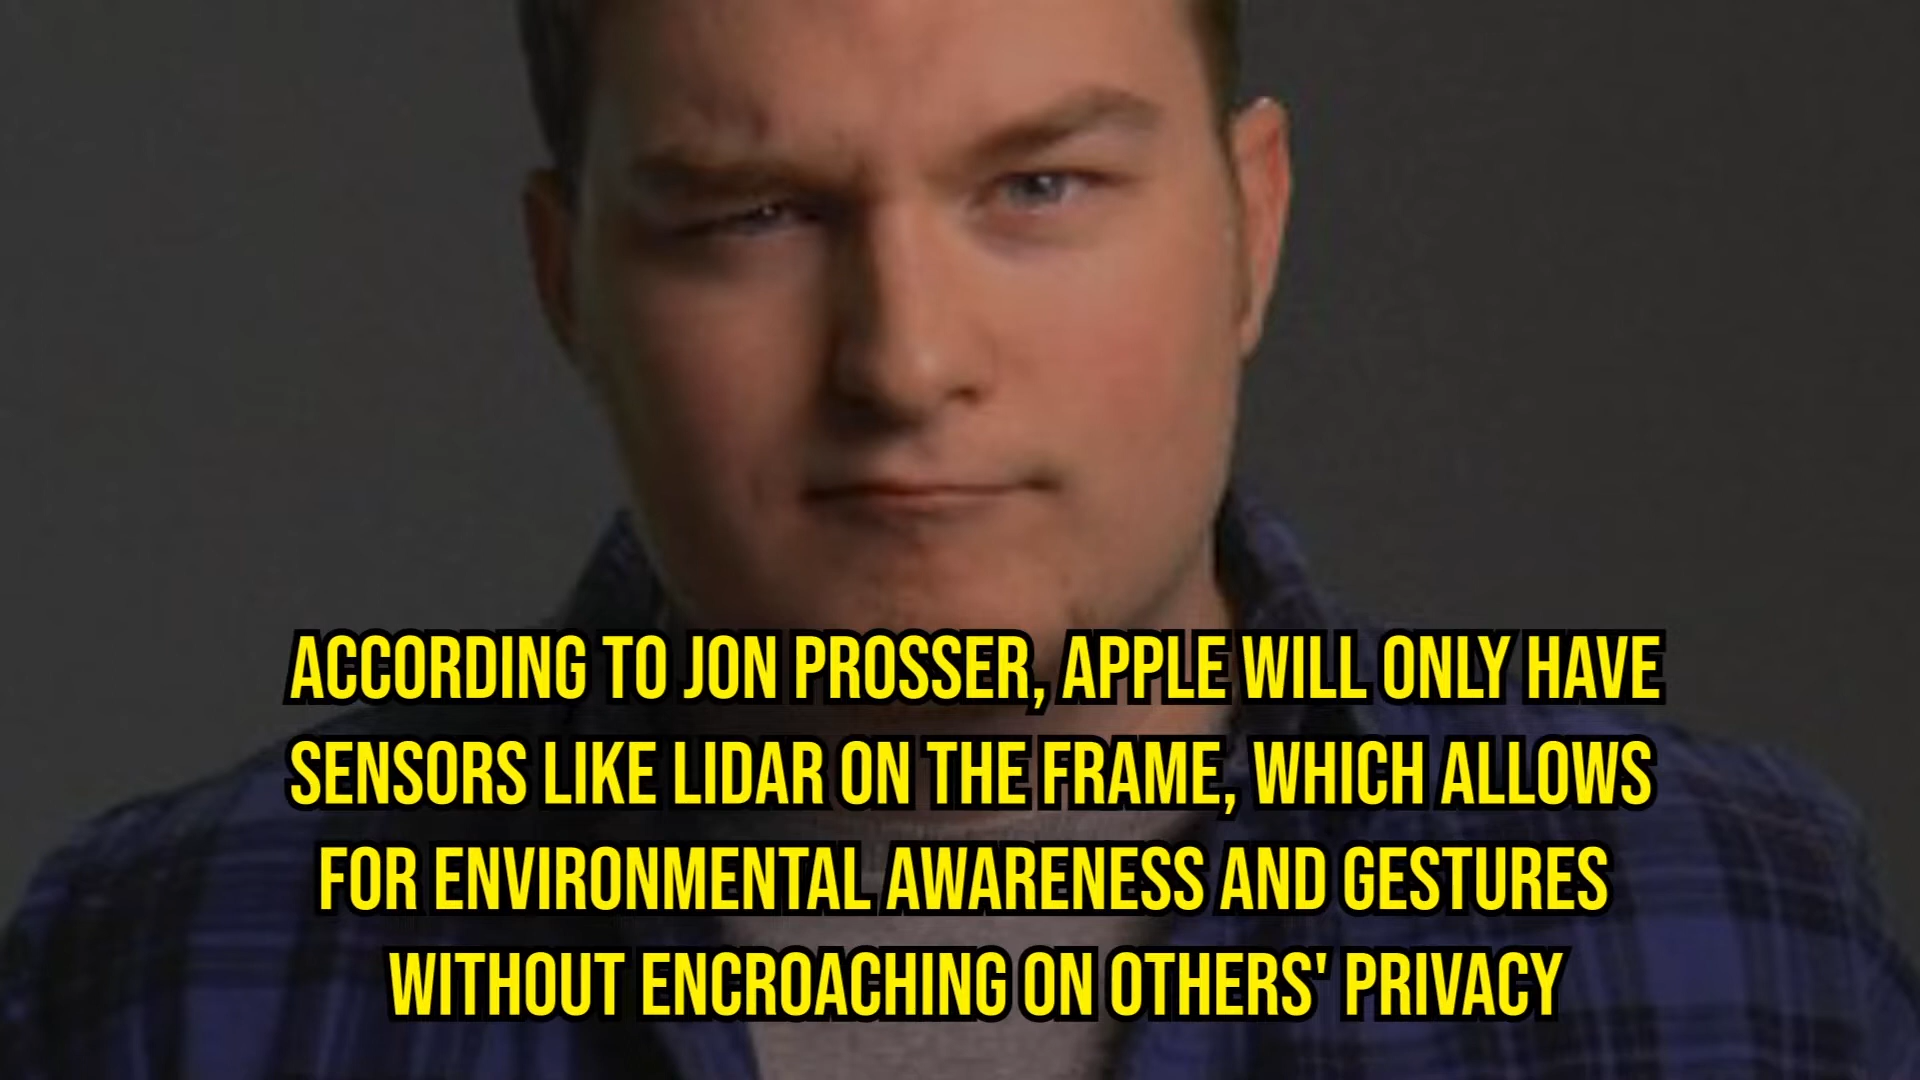 ACCORDING TO JON PROSSER, APPLE WILL ONLY HAVE
SENSORS LIKE LIDAR ON THE FRAME, WHICH ALLOWS
FOR ENVIRONMENTAL AWARENESS AND GESTURES
WITHOUT ENCROACHING ON OTHERS' PRIVACY